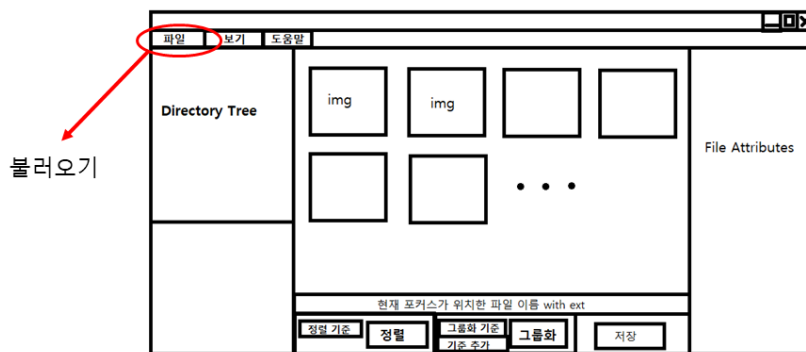 파일 보기 도움말
Directory Tree
img img
File Attributes
불러오기
현재 포커스가 위치한 파일 이름 with ext
정렬 기준 정렬 그룹화 기준 그룹화 저장
기준 추가